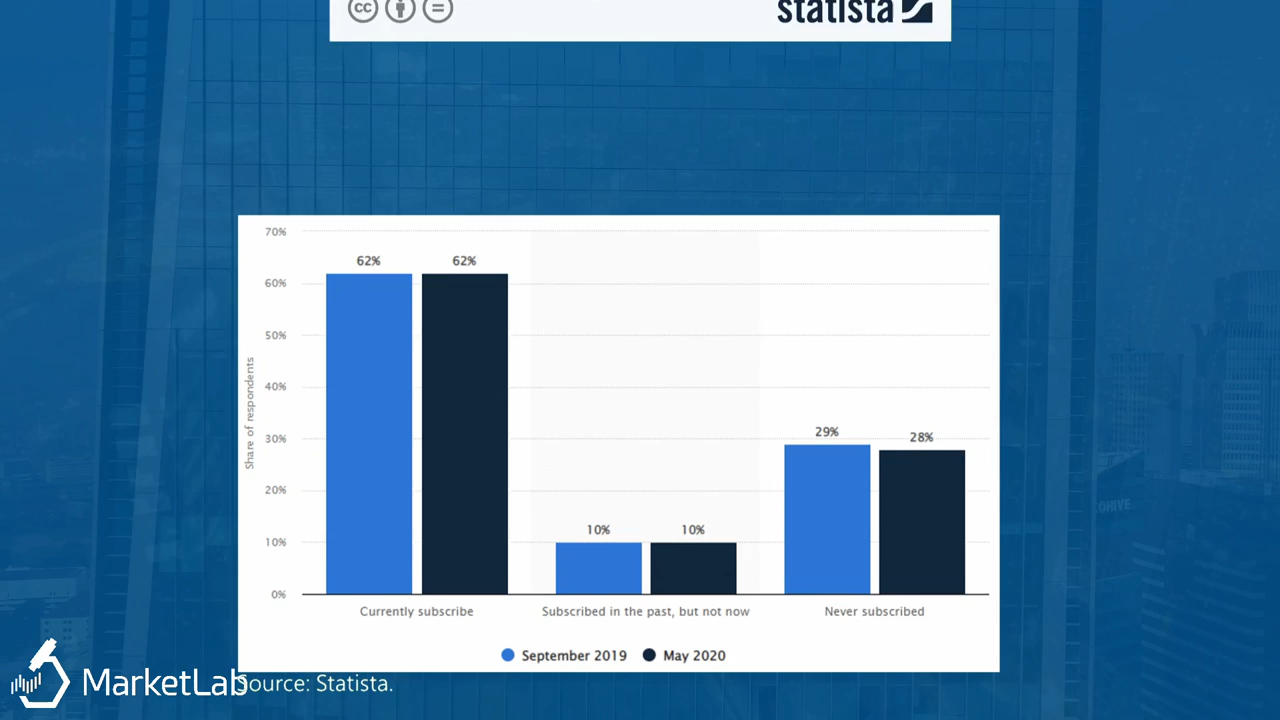 cc
statista
70%
60%
50%
40%
30%
20%
10%
0%
Share of respondents
62%
62%
10%
10%
29%
28%
Currently subscribe
Subscribed in the past, but not now
Never subscribed
September 2019
May 2020
MarketLab
Source: Statista.